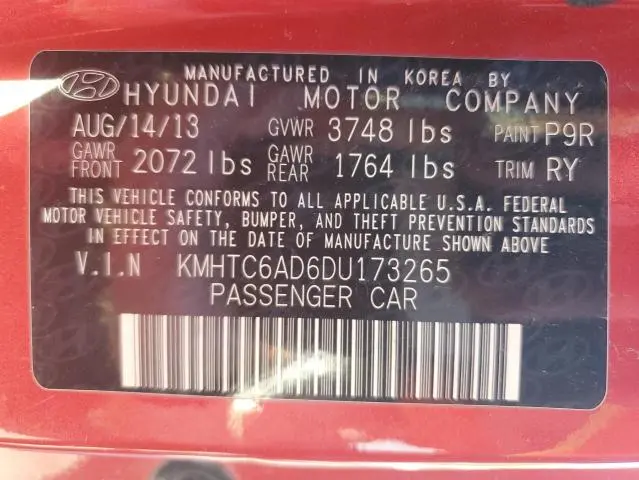 MANUFACTURED IN KOREA BY
HYUNDAI MOTOR COMPANY
AUG/14/13 GVWR 3748 lbs PAINT P9R
GAWR FRONT 2072 lbs GAWR REAR 1764 lbs TRIM RY
THIS VEHICLE CONFORMS TO ALL APPLICABLE U.S.A. FEDERAL
MOTOR VEHICLE SAFETY, BUMPER, AND THEFT PREVENTION STANDARDS
IN EFFECT ON THE DATE OF MANUFACTURE SHOWN ABOVE
V.I.N KMHTC6AD6DU173265
PASSENGER CAR